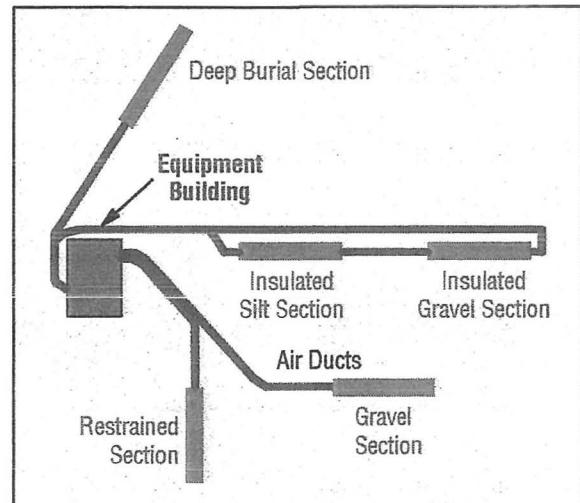 Deep Burial Section
Equipment
Building
Insulated
Silt Section
Insulated
Gravel Section
Air Ducts
Restrained
Section
Gravel
Section